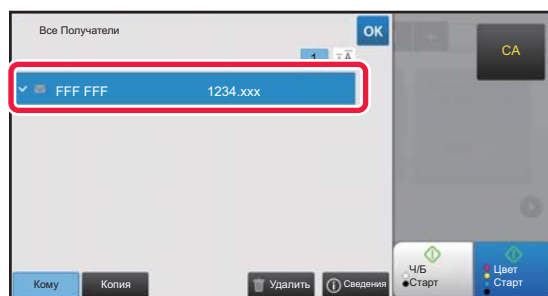 Все Получатели
OK
1
CA
FFF FFF 1234.xxx
Ч/Б
Старт
Цвет
Старт
Кому
Копия
Удалить
Сведения